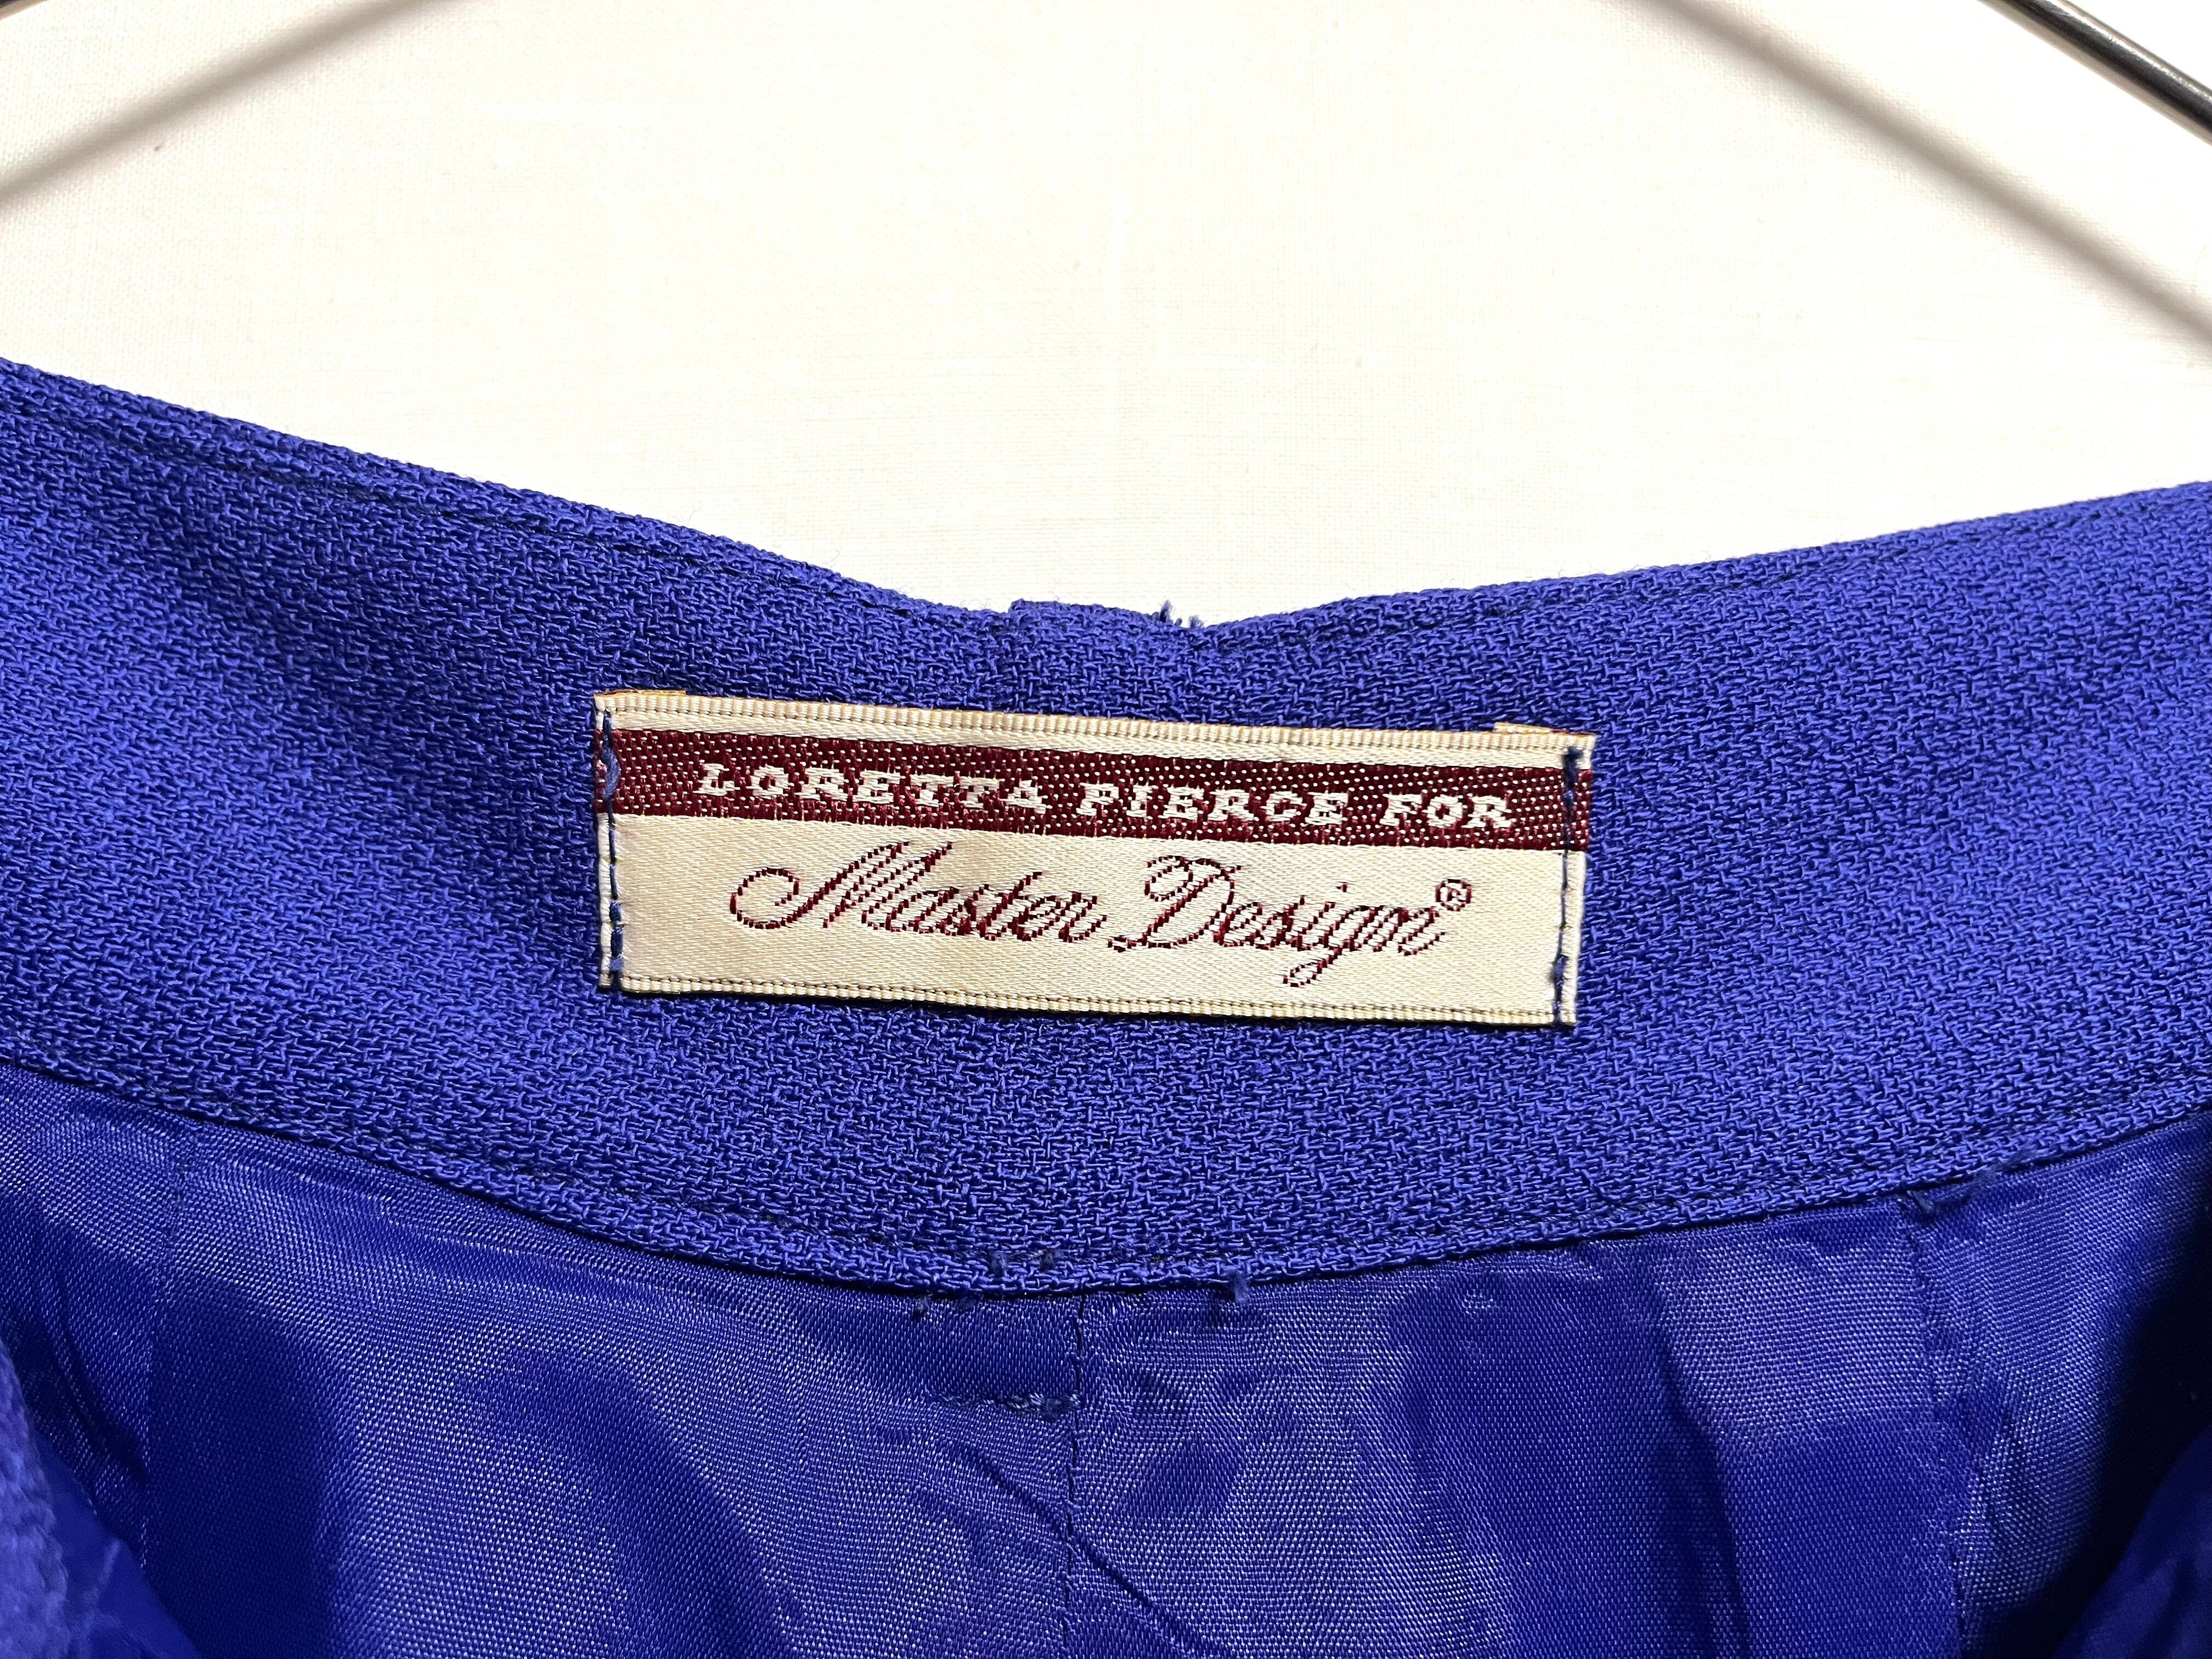 LORETTA PIERCE FOR
Master Design®